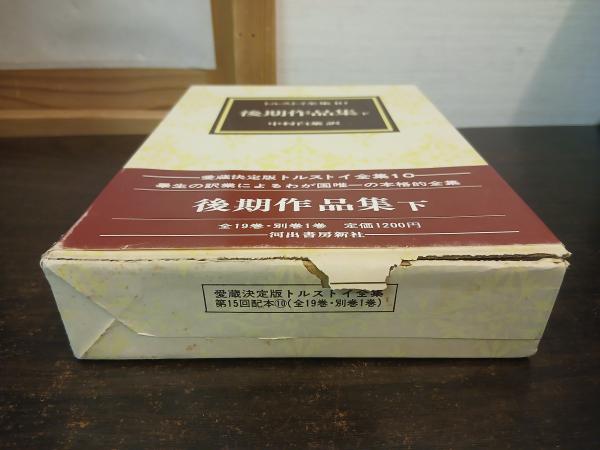 トルストイ全集 10
後期作品集 下
中村白葉 訳
愛蔵決定版トルストイ全集10
畢生の訳業によるわが国唯一の本格的全集
後期作品集 下
全19巻・別巻1巻 定価1200円
河出書房新社
愛蔵決定版トルストイ全集
第15回配本⑩(全19巻・別巻1巻)